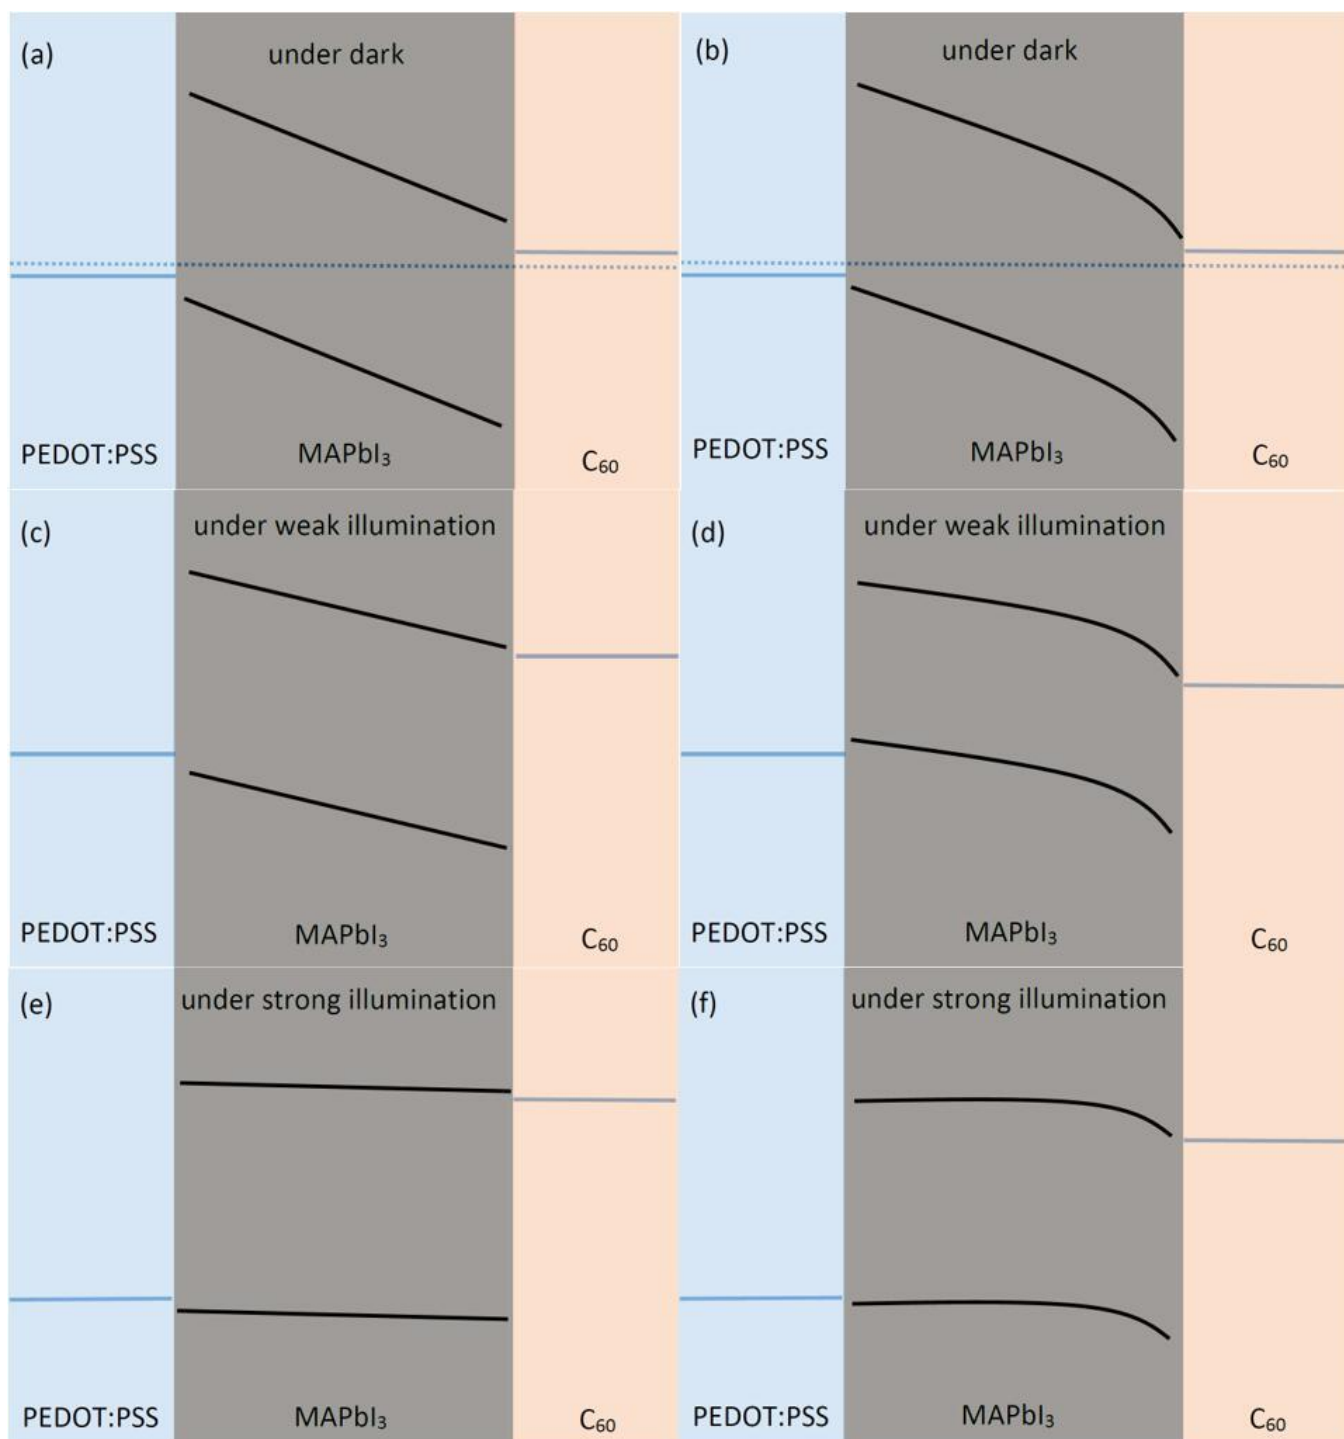 (a)
under dark
PEDOT:PSS
MAPbI₃
C₆₀
(b)
under dark
PEDOT:PSS
MAPbI₃
C₆₀
(c)
under weak illumination
PEDOT:PSS
MAPbI₃
C₆₀
(d)
under weak illumination
PEDOT:PSS
MAPbI₃
C₆₀
(e)
under strong illumination
PEDOT:PSS
MAPbI₃
C₆₀
(f)
under strong illumination
PEDOT:PSS
MAPbI₃
C₆₀